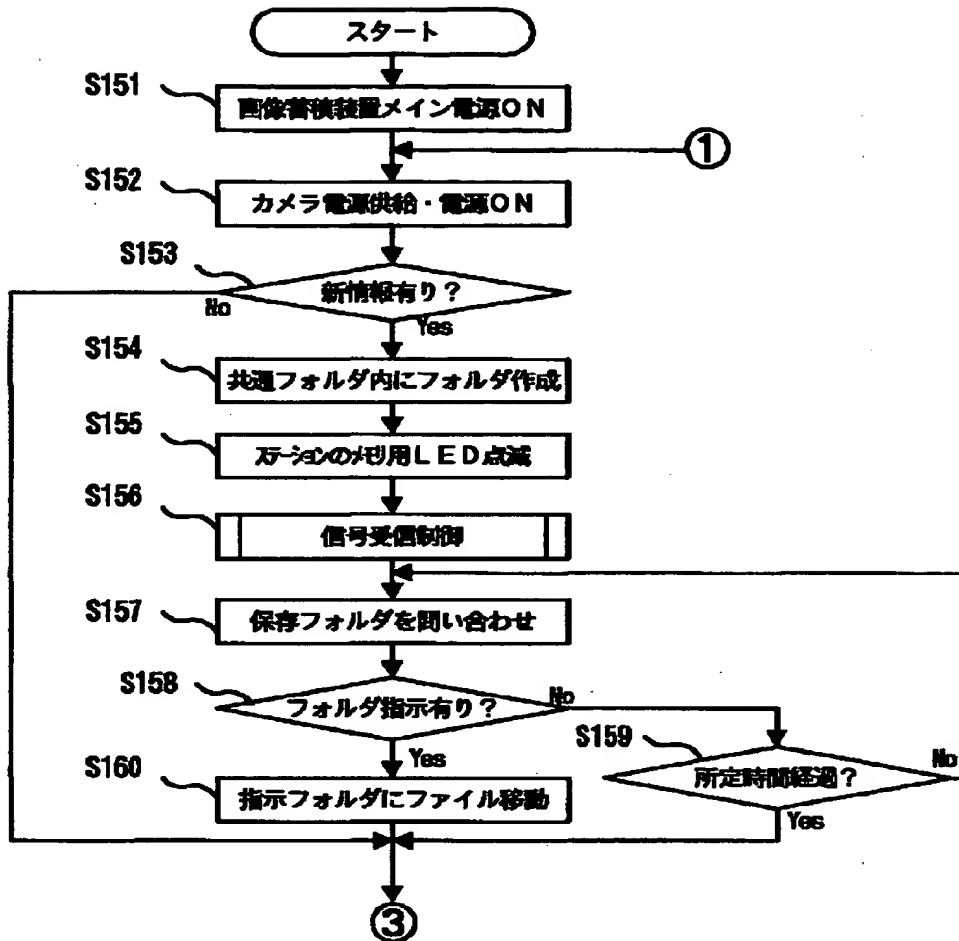 スタート
S151
画像蓄積装置メイン電源ON
①
S152
カメラ電源供給・電源ON
S153
新情報有り?
No
Yes
S154
共通フォルダ内にフォルダ作成
S155
ステーションのメモリ用LED点滅
S156
信号受信制御
S157
保存フォルダを問い合わせ
S158
フォルダ指示有り?
No
Yes
S159
所定時間経過?
No
Yes
S160
指示フォルダにファイル移動
③